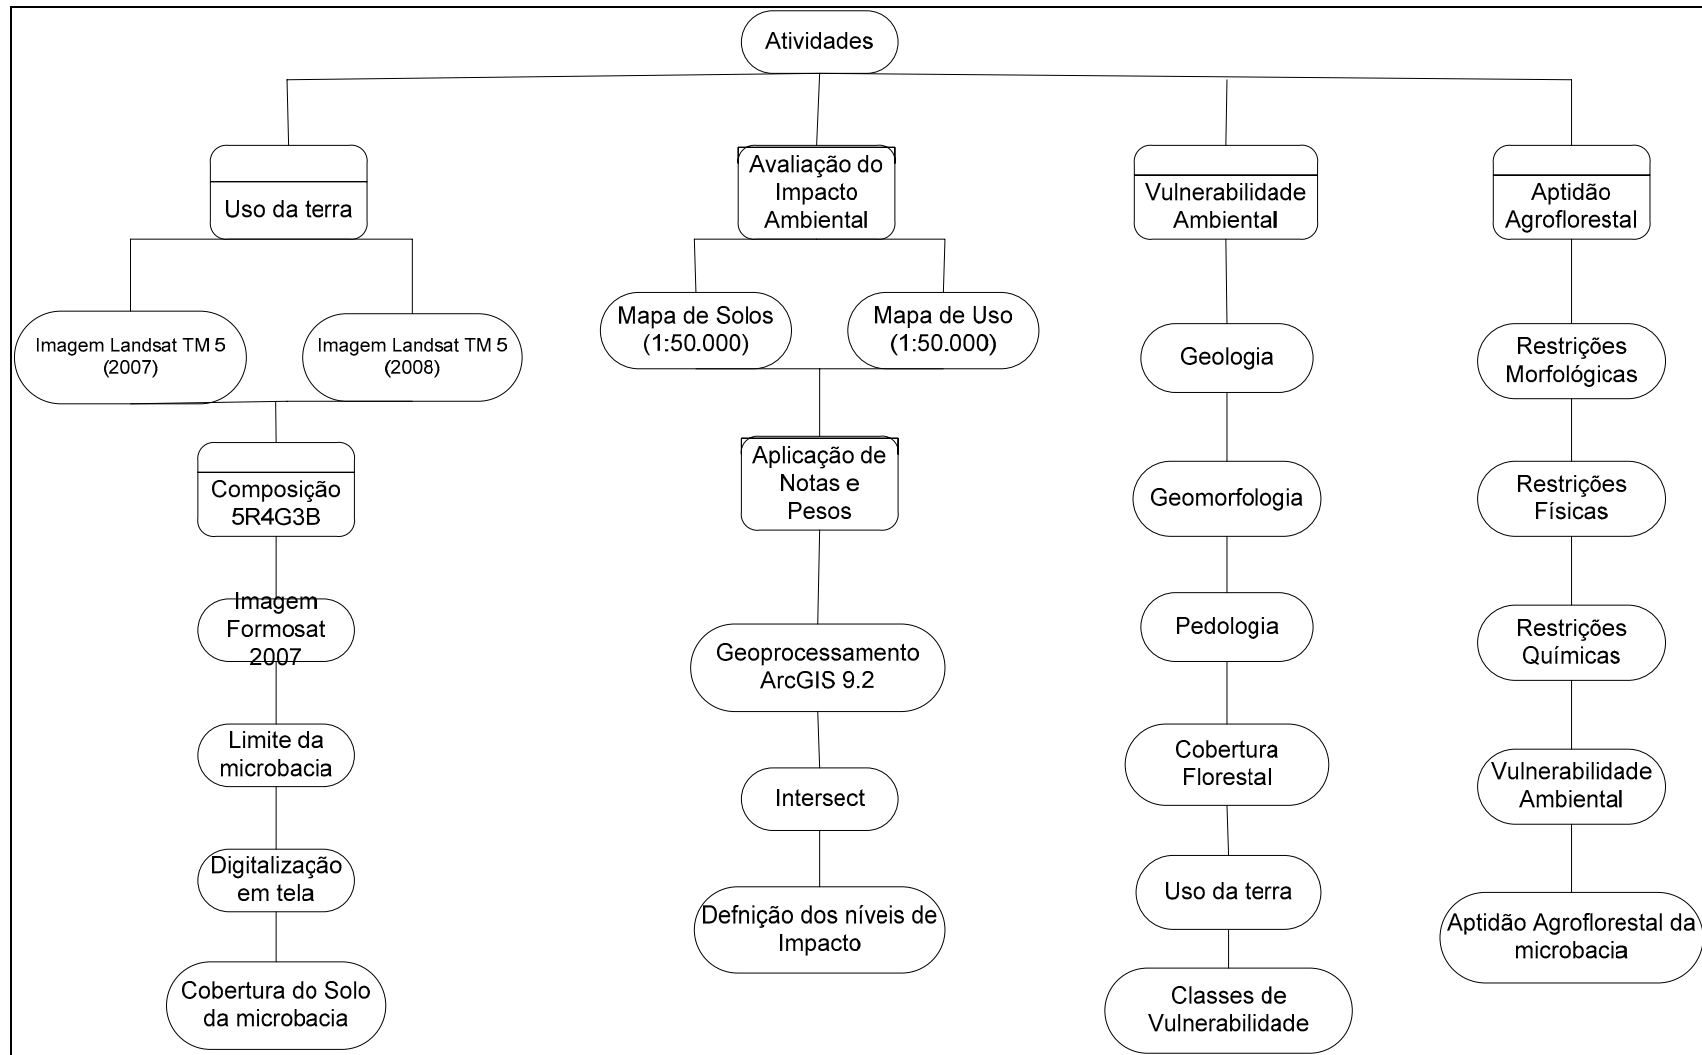 Atividades
Uso da terra
Imagem Landsat TM 5
(2007)
Imagem Landsat TM 5
(2008)
Composição
5R4G3B
Imagem
Formosat
2007
Limite da
microbacia
Digitalização
em tela
Cobertura do Solo
da microbacia
Avaliação do
Impacto
Ambiental
Mapa de Solos
(1:50.000)
Mapa de Uso
(1:50.000)
Aplicação de
Notas e
Pesos
Geoprocessamento
ArcGIS 9.2
Intersect
Defnição dos níveis de
Impacto
Vulnerabilidade
Ambiental
Geologia
Geomorfologia
Pedologia
Cobertura
Florestal
Uso da terra
Classes de
Vulnerabilidade
Aptidão
Agroflorestal
Restrições
Morfológicas
Restrições
Físicas
Restrições
Químicas
Vulnerabilidade
Ambiental
Aptidão Agroflorestal da
microbacia